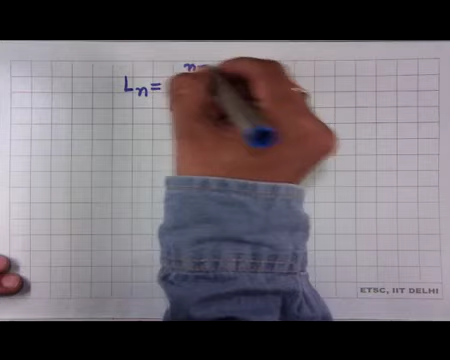 Lₙ =
ETSC, IIT DELHI